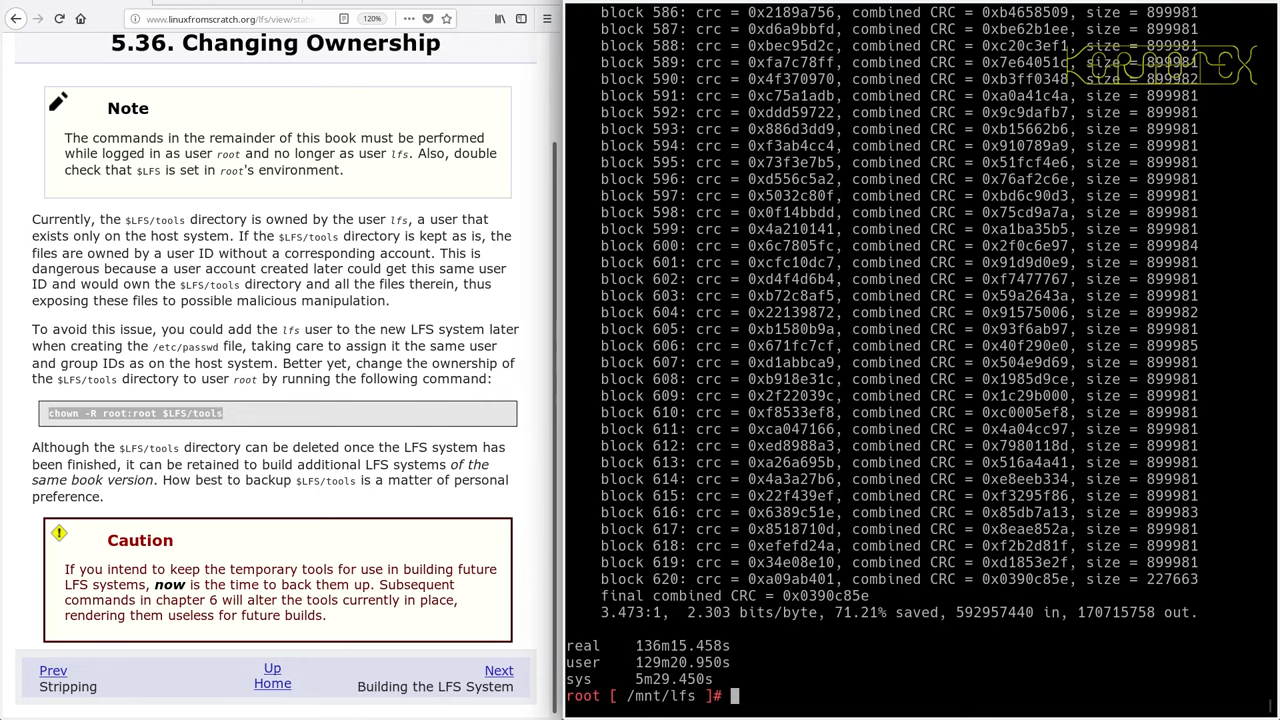 www.linuxfromscratch.org/lfs/view/stab
120%
5.36. Changing Ownership
Note
The commands in the remainder of this book must be performed
while logged in as user root and no longer as user lfs. Also, double
check that $LFS is set in root's environment.
Currently, the $LFS/tools directory is owned by the user lfs, a user that
exists only on the host system. If the $LFS/tools directory is kept as is, the
files are owned by a user ID without a corresponding account. This is
dangerous because a user account created later could get this same user
ID and would own the $LFS/tools directory and all the files therein, thus
exposing these files to possible malicious manipulation.
To avoid this issue, you could add the lfs user to the new LFS system later
when creating the /etc/passwd file, taking care to assign it the same user
and group IDs as on the host system. Better yet, change the ownership of
the $LFS/tools directory to user root by running the following command:
chown -R root:root $LFS/tools
Although the $LFS/tools directory can be deleted once the LFS system has
been finished, it can be retained to build additional LFS systems of the
same book version. How best to backup $LFS/tools is a matter of personal
preference.
Caution
If you intend to keep the temporary tools for use in building future
LFS systems, now is the time to back them up. Subsequent
commands in chapter 6 will alter the tools currently in place,
rendering them useless for future builds.
Prev
Up
Next
Stripping
Home
Building the LFS System
block 586: crc = 0x2189a756, combined CRC = 0xb4658509, size = 899981
block 587: crc = 0xd6a9bbfd, combined CRC = 0xbe62b1ee, size = 899981
block 588: crc = 0xbec95d2c, combined CRC = 0xc20c3ef1, size = 899981
block 589: crc = 0xfa7c78ff, combined CRC = 0x7e64051c, size = 899981
block 590: crc = 0x4f370970, combined CRC = 0xb3ff0348, size = 899982
block 591: crc = 0xc75a1adb, combined CRC = 0xa0a41c4a, size = 899981
block 592: crc = 0xddd59722, combined CRC = 0x9c9dafb7, size = 899981
block 593: crc = 0x886d3dd9, combined CRC = 0xb15662b6, size = 899981
block 594: crc = 0xf3ab4cc4, combined CRC = 0x910789a9, size = 899981
block 595: crc = 0x73f3e7b5, combined CRC = 0x51fcf4e6, size = 899981
block 596: crc = 0xd556c5a2, combined CRC = 0x76af2c6e, size = 899981
block 597: crc = 0x5032c80f, combined CRC = 0xbd6c90d3, size = 899981
block 598: crc = 0x0f14bbdd, combined CRC = 0x75cd9a7a, size = 899981
block 599: crc = 0x4a210141, combined CRC = 0xa1ba35b5, size = 899981
block 600: crc = 0x6c7805fc, combined CRC = 0x2f0c6e97, size = 899984
block 601: crc = 0xcfc10dc7, combined CRC = 0x91d9d0e9, size = 899981
block 602: crc = 0xd4f4d6b4, combined CRC = 0xf7477767, size = 899981
block 603: crc = 0xb72c8af5, combined CRC = 0x59a2643a, size = 899981
block 604: crc = 0x22139872, combined CRC = 0x91575006, size = 899982
block 605: crc = 0xb1580b9a, combined CRC = 0x93f6ab97, size = 899981
block 606: crc = 0x671fc7cf, combined CRC = 0x40f290e0, size = 899985
block 607: crc = 0xd1abbca9, combined CRC = 0x504e9d69, size = 899981
block 608: crc = 0xb918e31c, combined CRC = 0x1985d9ce, size = 899981
block 609: crc = 0x2f22039c, combined CRC = 0x1c29b000, size = 899981
block 610: crc = 0xf8533ef8, combined CRC = 0xc0005ef8, size = 899981
block 611: crc = 0xca047166, combined CRC = 0x4a04cc97, size = 899981
block 612: crc = 0xed8988a3, combined CRC = 0x7980118d, size = 899981
block 613: crc = 0xa26a695b, combined CRC = 0x516a4a41, size = 899981
block 614: crc = 0x4a3a27b6, combined CRC = 0xe8eeb334, size = 899981
block 615: crc = 0x22f439ef, combined CRC = 0xf3295f86, size = 899981
block 616: crc = 0x6389c51e, combined CRC = 0x85db7a13, size = 899983
block 617: crc = 0x8518710d, combined CRC = 0x8eae852a, size = 899981
block 618: crc = 0xefefd24a, combined CRC = 0xf2b2d81f, size = 899981
block 619: crc = 0x34e08e10, combined CRC = 0xd1853e2f, size = 899981
block 620: crc = 0xa09ab401, combined CRC = 0x0390c85e, size = 227663
final combined CRC = 0x0390c85e
3.473:1, 2.303 bits/byte, 71.21% saved, 592957440 in, 170715758 out.
real 136m15.458s
user 129m20.950s
sys 5m29.450s
root [ /mnt/lfs ]#